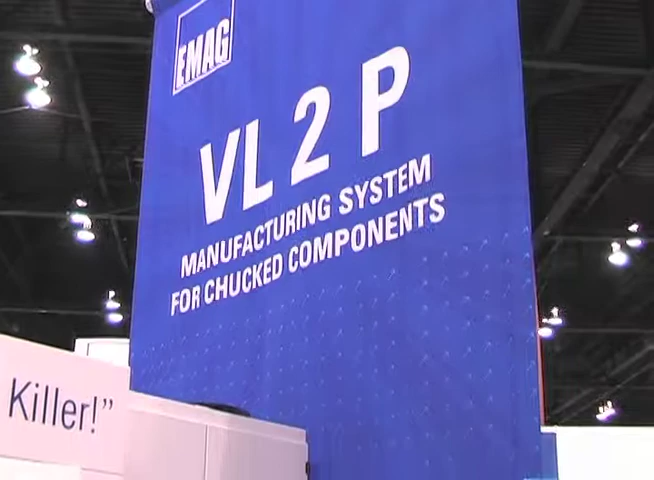 EMAG
VL 2 P
MANUFACTURING SYSTEM
FOR CHUCKED COMPONENTS
Killer!”